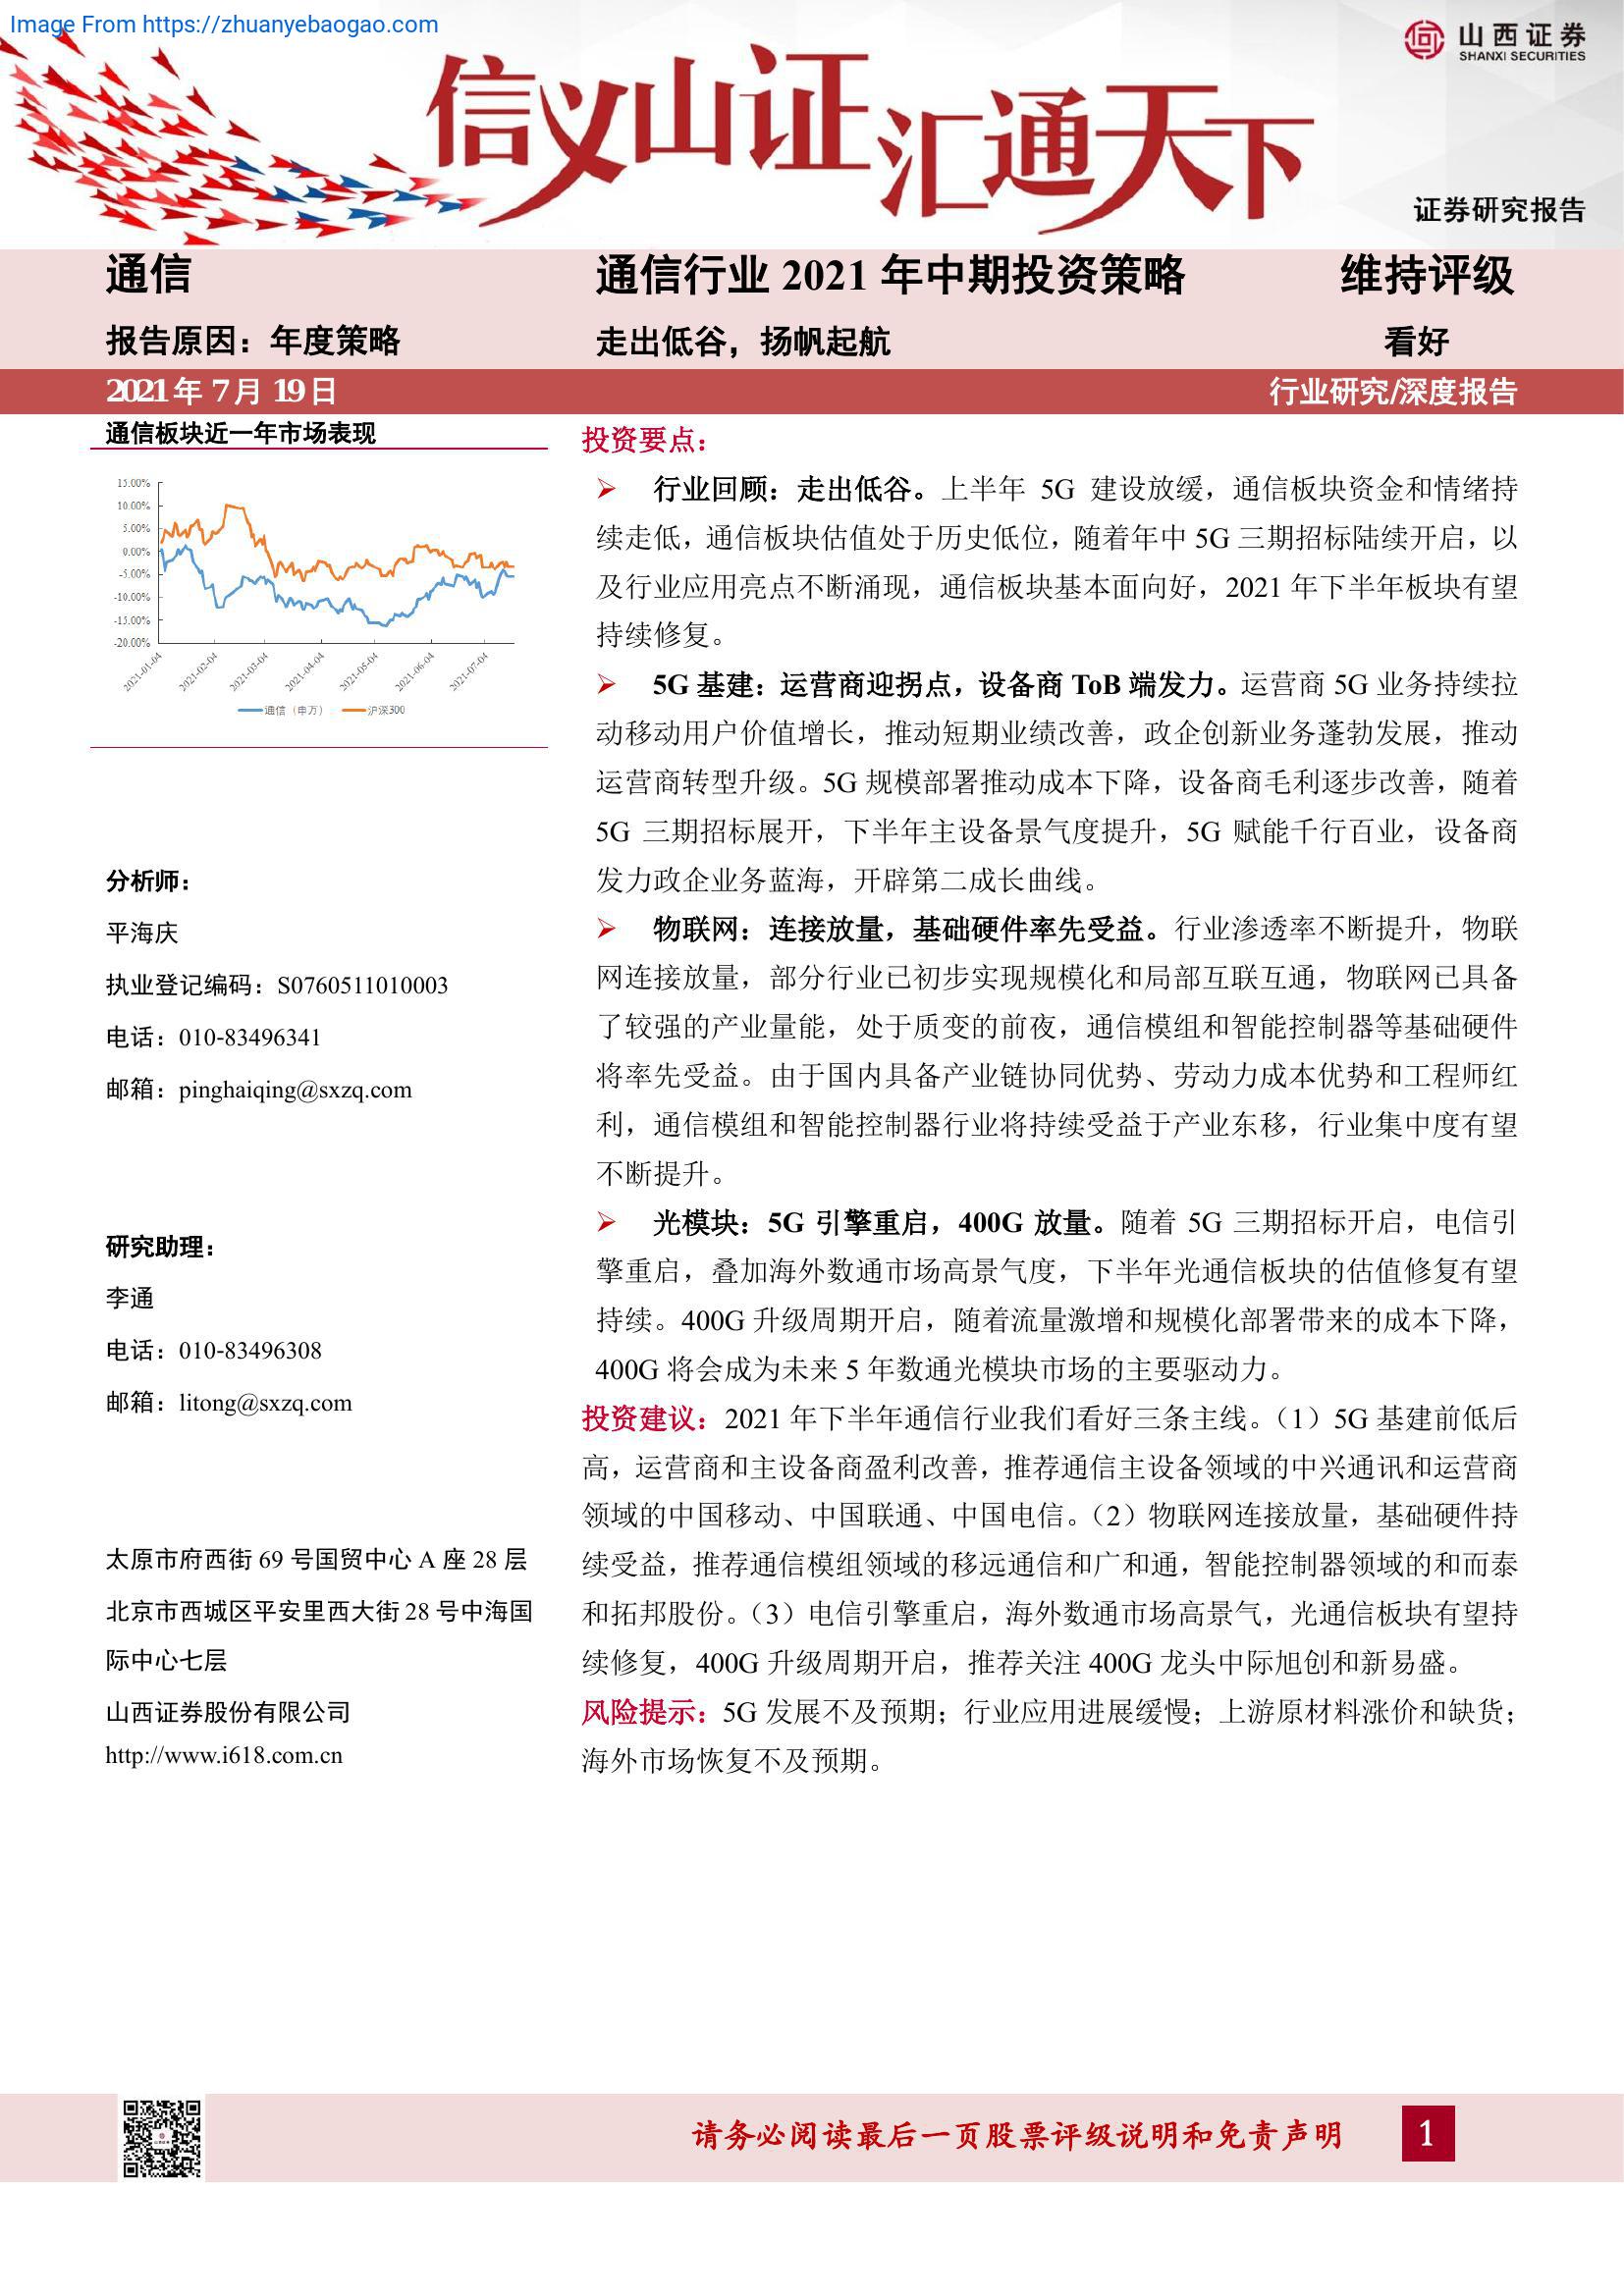 Image From https://zhuanyebaogao.com
山西证券
SHANXI SECURITIES
信义山证汇通天下
证券研究报告
通信
通信行业 2021 年中期投资策略
维持评级
报告原因：年度策略
走出低谷，扬帆起航
看好
2021 年 7 月 19 日
行业研究/深度报告
通信板块近一年市场表现
15.00%
10.00%
5.00%
0.00%
-5.00%
-10.00%
-15.00%
-20.00%
2021-01-04
2021-02-04
2021-03-04
2021-04-04
2021-05-04
2021-06-04
2021-07-04
通信（申万）
沪深300
分析师：
平海庆
执业登记编码：S0760511010003
电话：010-83496341
邮箱：pinghaiqing@sxzq.com
研究助理：
李通
电话：010-83496308
邮箱：litong@sxzq.com
太原市府西街 69 号国贸中心 A 座 28 层
北京市西城区平安里西大街 28 号中海国
际中心七层
山西证券股份有限公司
http://www.i618.com.cn
投资要点：
行业回顾：走出低谷。上半年 5G 建设放缓，通信板块资金和情绪持
续走低，通信板块估值处于历史低位，随着年中 5G 三期招标陆续开启，以
及行业应用亮点不断涌现，通信板块基本面向好，2021 年下半年板块有望
持续修复。
5G 基建：运营商迎拐点，设备商 ToB 端发力。运营商 5G 业务持续拉
动移动用户价值增长，推动短期业绩改善，政企创新业务蓬勃发展，推动
运营商转型升级。5G 规模部署推动成本下降，设备商毛利逐步改善，随着
5G 三期招标展开，下半年主设备景气度提升，5G 赋能千行百业，设备商
发力政企业务蓝海，开辟第二成长曲线。
物联网：连接放量，基础硬件率先受益。行业渗透率不断提升，物联
网连接放量，部分行业已初步实现规模化和局部互联互通，物联网已具备
了较强的产业量能，处于质变的前夜，通信模组和智能控制器等基础硬件
将率先受益。由于国内具备产业链协同优势、劳动力成本优势和工程师红
利，通信模组和智能控制器行业将持续受益于产业东移，行业集中度有望
不断提升。
光模块：5G 引擎重启，400G 放量。随着 5G 三期招标开启，电信引
擎重启，叠加海外数通市场高景气度，下半年光通信板块的估值修复有望
持续。400G 升级周期开启，随着流量激增和规模化部署带来的成本下降，
400G 将会成为未来 5 年数通光模块市场的主要驱动力。
投资建议：2021 年下半年通信行业我们看好三条主线。（1）5G 基建前低后
高，运营商和主设备商盈利改善，推荐通信主设备领域的中兴通讯和运营商
领域的中国移动、中国联通、中国电信。（2）物联网连接放量，基础硬件持
续受益，推荐通信模组领域的移远通信和广和通，智能控制器领域的和而泰
和拓邦股份。（3）电信引擎重启，海外数通市场高景气，光通信板块有望持
续修复，400G 升级周期开启，推荐关注 400G 龙头中际旭创和新易盛。
风险提示：5G 发展不及预期；行业应用进展缓慢；上游原材料涨价和缺货；
海外市场恢复不及预期。
请务必阅读最后一页股票评级说明和免责声明
1